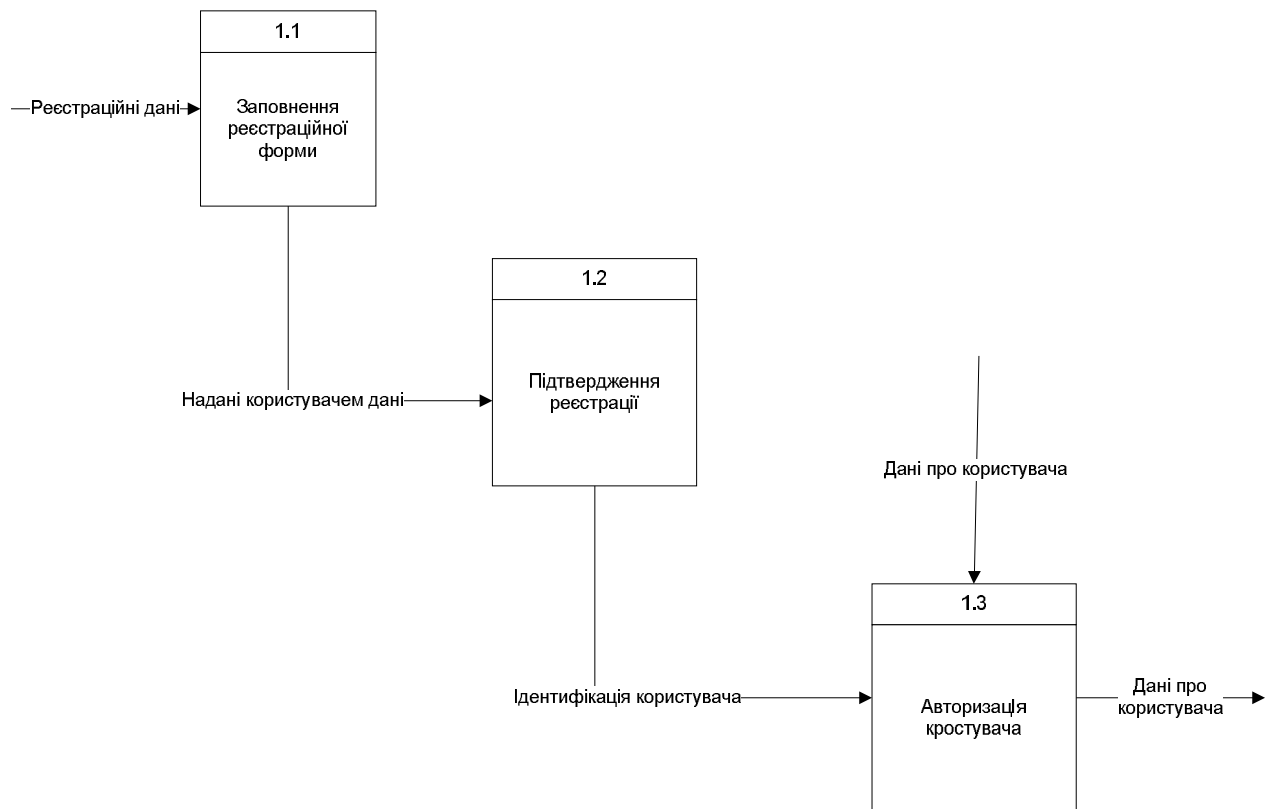 1.1
Реєстраційні дані
Заповнення
реєстраційної
форми
1.2
Підтвердження
реєстрації
Надані користувачем дані
Дані про користувача
1.3
Ідентифікація користувача
Авторизація
кростувача
Дані про
користувача